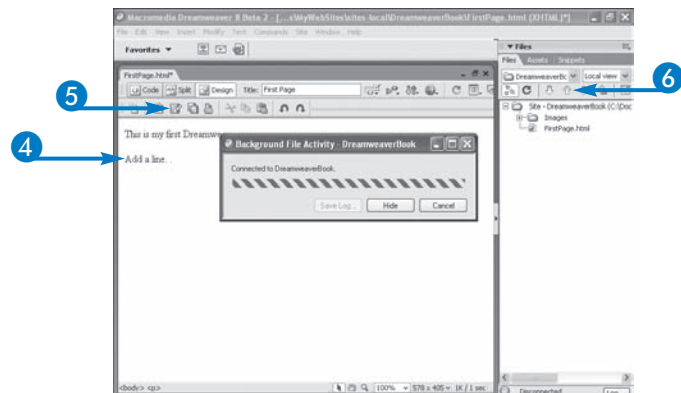 Macromedia Dreamweaver 8 Beta 2 - [...s\MyWebSites\sites-local\DreamweaverBook\FirstPage.html (XHTML)*]
File Edit View Insert Modify Text Commands Site Window Help
Favorites
Files
Files Assets Snippets
FirstPage.html*
DreamweaverBc Local view
6
Code Split Design Title: First Page
5
Site - DreamweaverBook (C:\Doc
Images
FirstPage.html
This is my first Dreamwe
4
Add a line. .
Background File Activity - DreamweaverBook
Connected to DreamweaverBook.
Save Log... Hide Cancel
<body> <p>
100% 578 x 405 1K / 1 sec
Disconnected